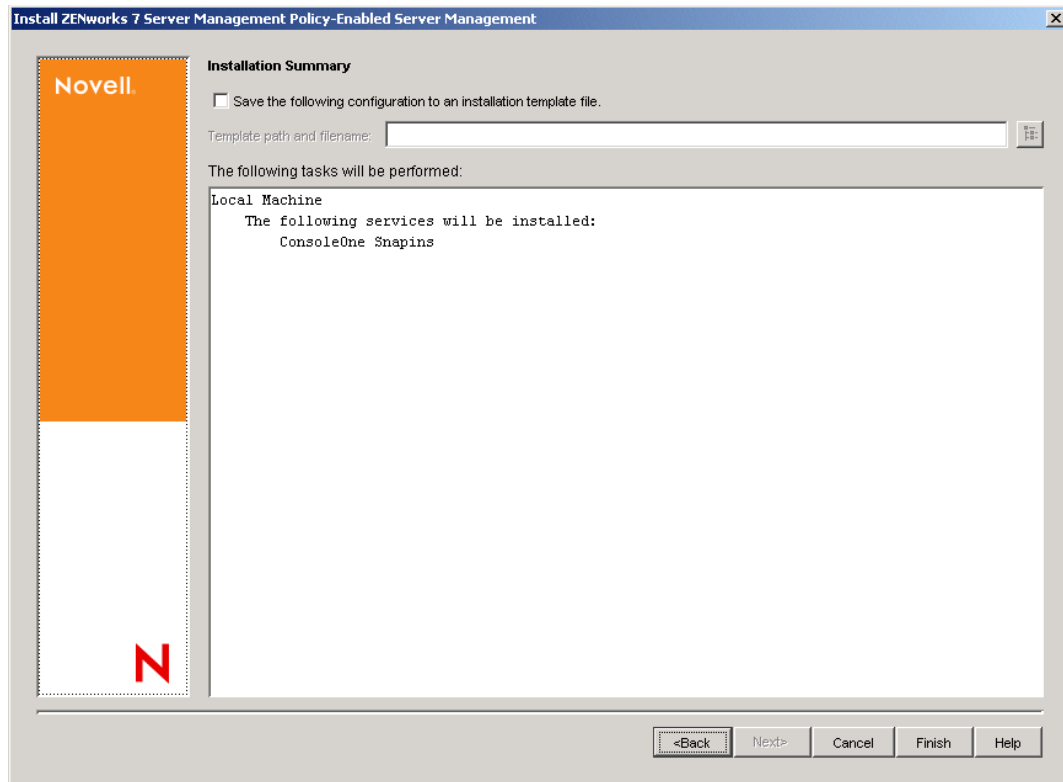 Install ZENworks 7 Server Management Policy-Enabled Server Management
Novell.
Installation Summary
Save the following configuration to an installation template file.
Template path and filename:
The following tasks will be performed:
Local Machine
The following services will be installed:
ConsoleOne Snapins
N
<Back Next> Cancel Finish Help